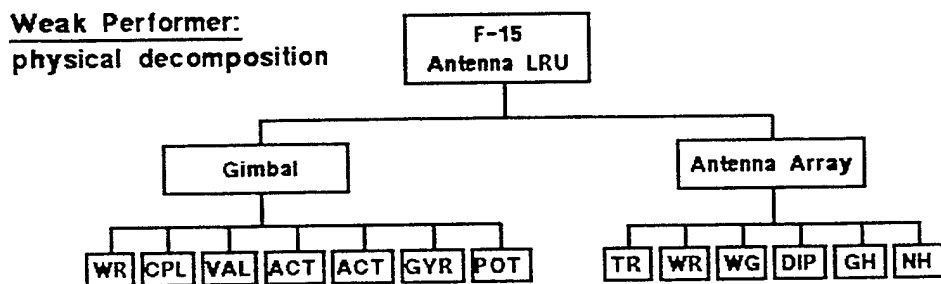 Weak Performer:
physical decomposition
F-15
Antenna LRU
Gimbal
Antenna Array
WR CPL VAL ACT ACT GYR POT
TR WR WG DIP GH NH